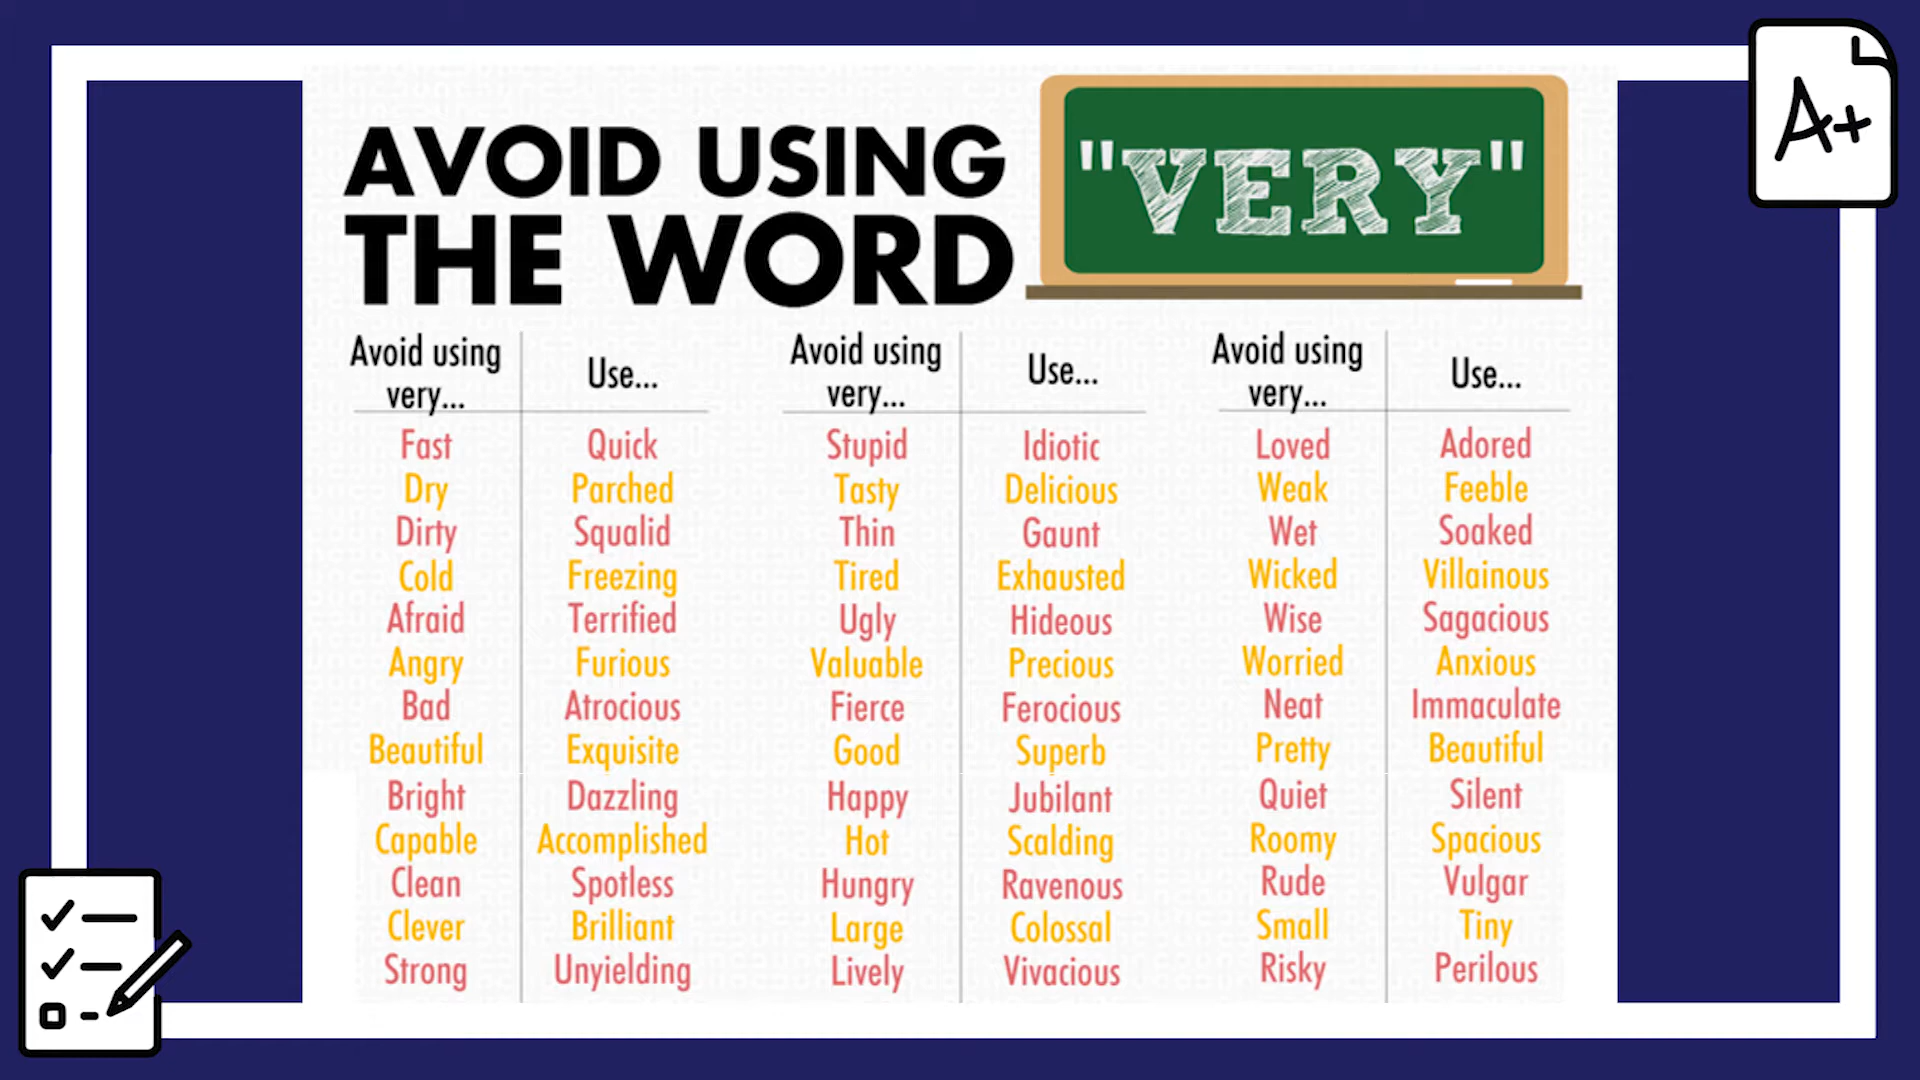 AVOID USING
THE WORD
"VERY"
A+
Avoid using very... Use...
Fast Quick
Dry Parched
Dirty Squalid
Cold Freezing
Afraid Terrified
Angry Furious
Bad Atrocious
Beautiful Exquisite
Bright Dazzling
Capable Accomplished
Clean Spotless
Clever Brilliant
Strong Unyielding
Avoid using very... Use...
Stupid Idiotic
Tasty Delicious
Thin Gaunt
Tired Exhausted
Ugly Hideous
Valuable Precious
Fierce Ferocious
Good Superb
Happy Jubilant
Hot Scalding
Hungry Ravenous
Large Colossal
Lively Vivacious
Avoid using very... Use...
Loved Adored
Weak Feeble
Wet Soaked
Wicked Villainous
Wise Sagacious
Worried Anxious
Neat Immaculate
Pretty Beautiful
Quiet Silent
Roomy Spacious
Rude Vulgar
Small Tiny
Risky Perilous